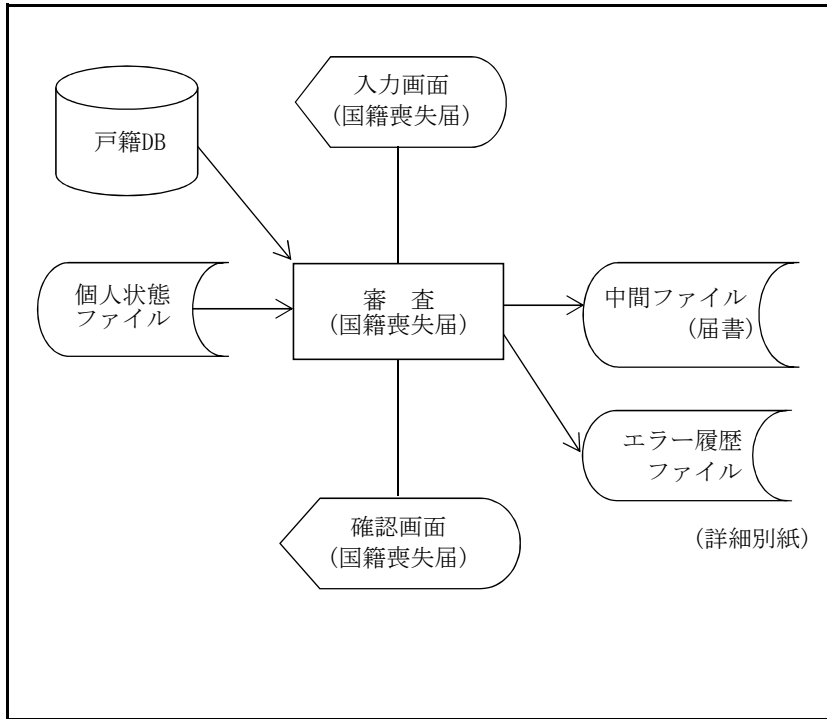 入力画面
(国籍喪失届)
戸籍DB
個人状態
ファイル
審　査
(国籍喪失届)
中間ファイル
(届書)
エラー履歴
ファイル
確認画面
(国籍喪失届)
(詳細別紙)